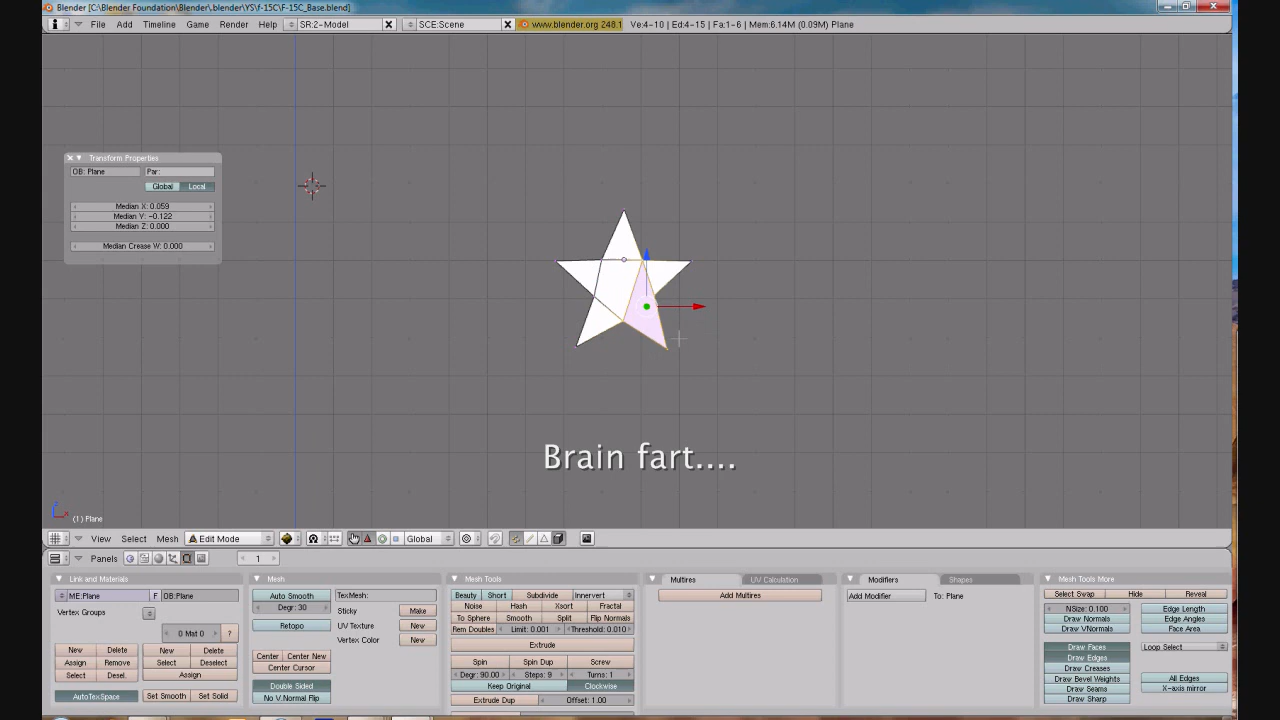 Blender [C:\Blender Foundation\Blender\.blender\YS\f-15C\F-15C_Base.blend]
File Add Timeline Game Render Help SR:2-Model SCE:Scene www.blender.org 248.1 Ve:4-10 | Ed:4-15 | Fa:1-6 | Mem:6.14M (0.09M) Plane
Transform Properties
OB: Plane Par:
Global Local
Median X: 0.059
Median Y: -0.122
Median Z: 0.000
Median Crease W: 0.000
Brain fart....
(1) Plane
View Select Mesh Edit Mode Global
Panels 1
Link and Materials
ME:Plane F OB:Plane
Vertex Groups
0 Mat 0 ?
New Delete New Delete
Assign Remove Select Deselect
Select Desel. Assign
AutoTexSpace Set Smooth Set Solid
Mesh
Auto Smooth TexMesh:
Degr: 30 Sticky Make
Retopo UV Texture New
Vertex Color New
Center Center New
Center Cursor
Double Sided
No V.Normal Flip
Mesh Tools
Beauty Short Subdivide Innervert
Noise Hash Xsort Fractal
To Sphere Smooth Split Flip Normals
Rem Doubles Limit: 0.001 Threshold: 0.010
Extrude
Spin Spin Dup Screw
Degr: 90.00 Steps: 9 Turns: 1
Keep Original Clockwise
Extrude Dup Offset: 1.00
Multires UV Calculation
Add Multires
Modifiers Shapes
Add Modifier To: Plane
Mesh Tools More
Select Swap Hide Reveal
NSize: 0.100 Edge Length
Draw Normals Edge Angles
Draw VNormals Face Area
Draw Faces Loop Select
Draw Edges
Draw Creases
Draw Bevel Weights All Edges
Draw Seams X-axis mirror
Draw Sharp